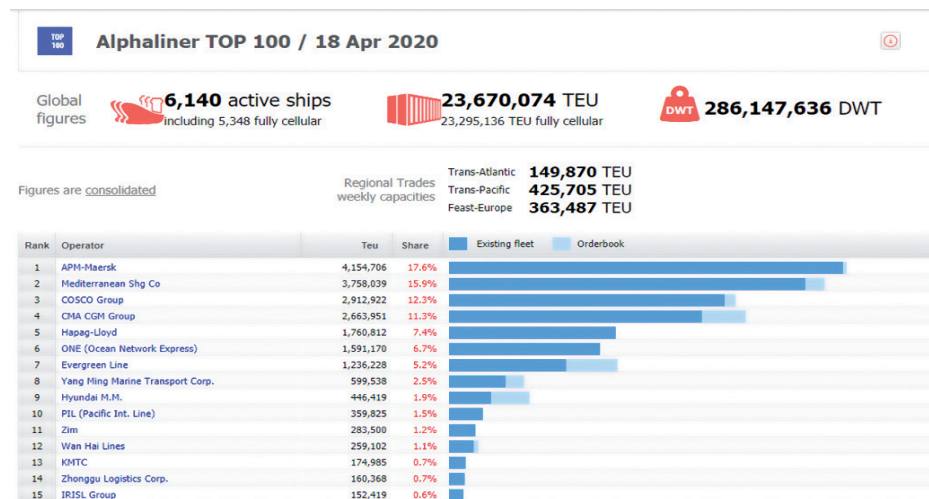 TOP
100
Alphaliner TOP 100 / 18 Apr 2020
Global
figures
6,140 active ships
including 5,348 fully cellular
23,670,074 TEU
23,295,136 TEU fully cellular
DWT
286,147,636 DWT
Figures are consolidated
Regional Trades
weekly capacities
Trans-Atlantic 149,870 TEU
Trans-Pacific 425,705 TEU
Feast-Europe 363,487 TEU
Rank Operator Teu Share Existing fleet Orderbook
1 APM-Maersk 4,154,706 17.6%
2 Mediterranean Shg Co 3,758,039 15.9%
3 COSCO Group 2,912,922 12.3%
4 CMA CGM Group 2,663,951 11.3%
5 Hapag-Lloyd 1,760,812 7.4%
6 ONE (Ocean Network Express) 1,591,170 6.7%
7 Evergreen Line 1,236,228 5.2%
8 Yang Ming Marine Transport Corp. 599,538 2.5%
9 Hyundai M.M. 446,419 1.9%
10 PIL (Pacific Int. Line) 359,825 1.5%
11 Zim 283,500 1.2%
12 Wan Hai Lines 259,102 1.1%
13 KMTC 174,985 0.7%
14 Zhonggu Logistics Corp. 160,368 0.7%
15 IRISL Group 152,419 0.6%